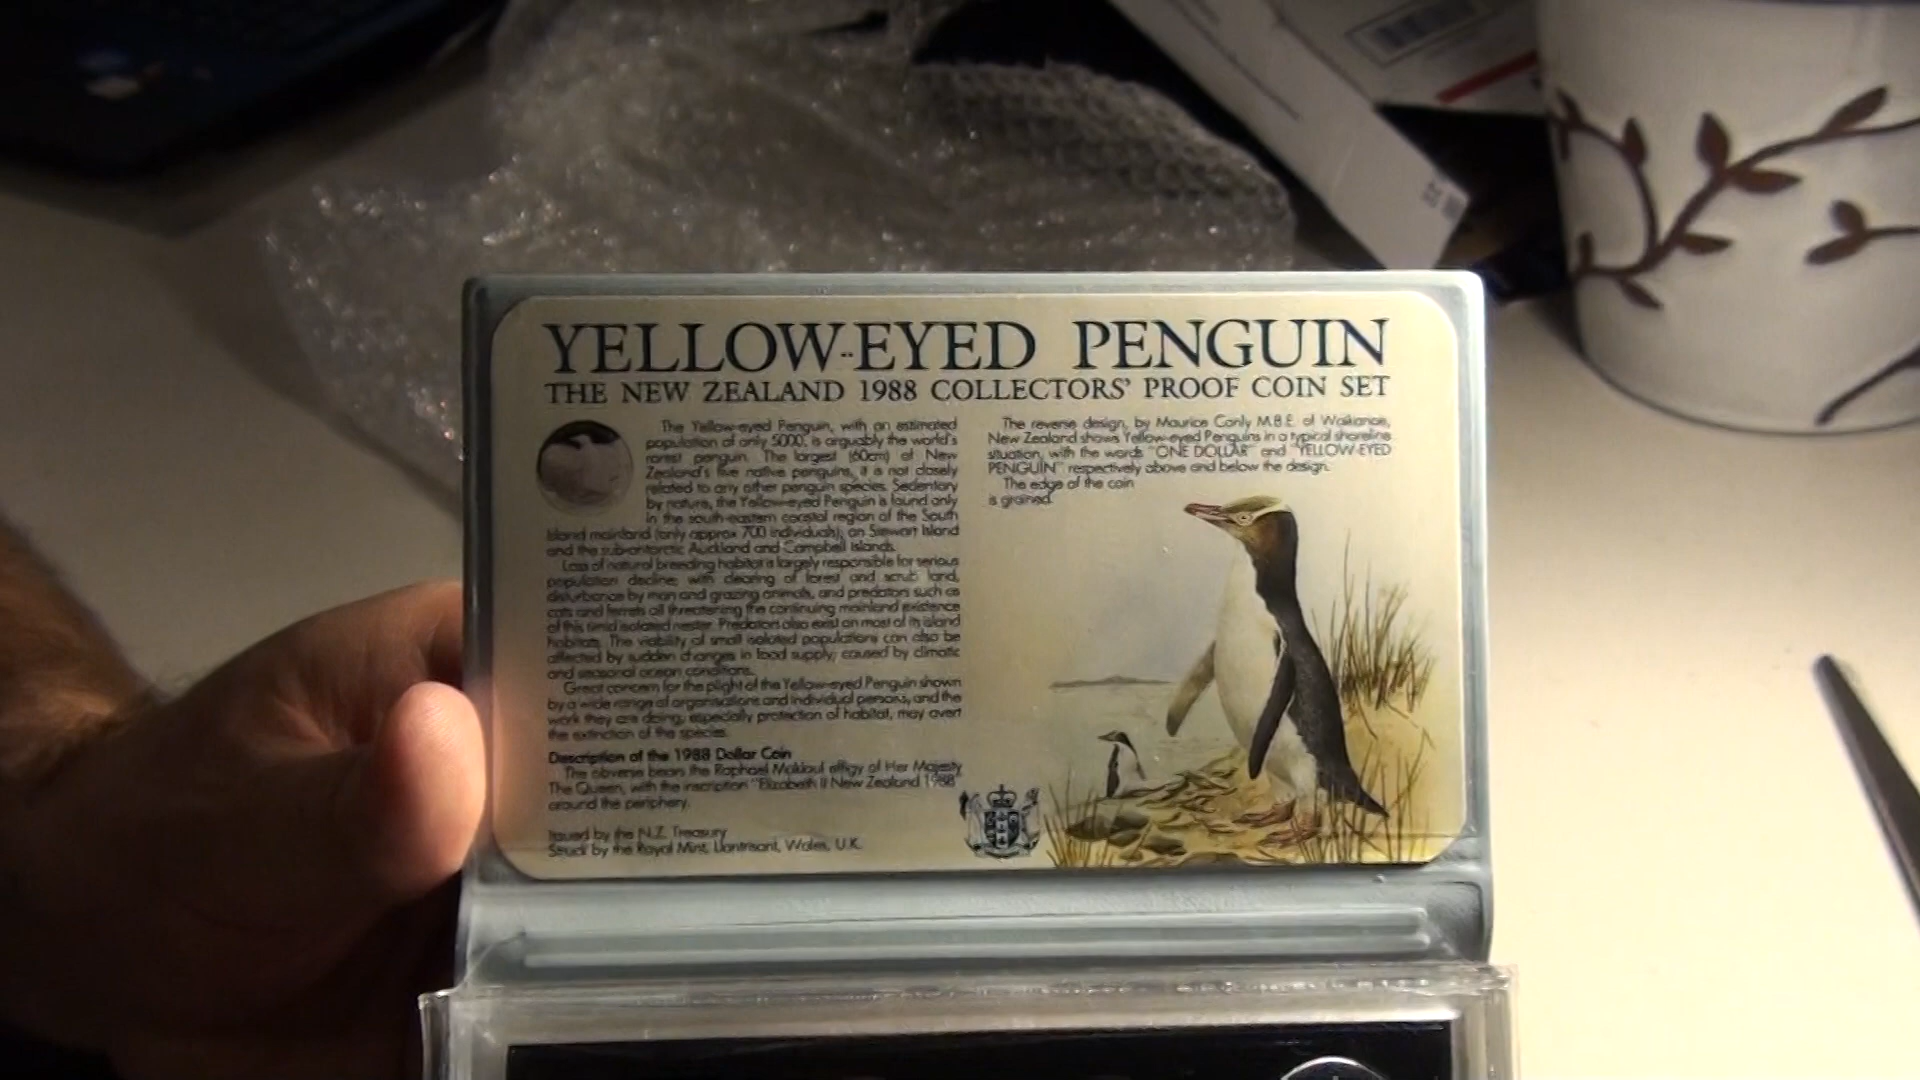 YELLOW-EYED PENGUIN
THE NEW ZEALAND 1988 COLLECTORS' PROOF COIN SET
The Yellow-eyed Penguin, with an estimated
population of only 5000, is arguably the world's
rarest penguin. The largest (60cm) of New
Zealand's five native penguins, it is not closely
related to any other penguin species. Sedentary
by nature, the Yellow-eyed Penguin is found only
in the south-eastern coastal region of the South
Island mainland (only approx 700 individuals), on Stewart Island
and the sub-antarctic Auckland and Campbell Islands.
Loss of natural breeding habitat is largely responsible for serious
population decline; with clearing of forest and scrub land,
disturbance by man and grazing animals, and predators such as
cats and ferrets all threatening the continuing mainland existence
of this timid isolated nester. Predators also exist on most of its island
habitats. The viability of small isolated populations can also be
affected by sudden changes in food supply; caused by climatic
and seasonal ocean conditions.
Great concern for the plight of the Yellow-eyed Penguin shown
by a wide range of organisations and individual persons, and the
work they are doing, especially protection of habitat, may avert
the extinction of the species.
Description of the 1988 Dollar Coin
The obverse bears the Raphael Maklouf effigy of Her Majesty
The Queen, with the inscription "Elizabeth II New Zealand 1988"
around the periphery.
Issued by the N.Z. Treasury
Struck by the Royal Mint, Llantrisant, Wales, U.K.
The reverse design, by Maurice Conly M.B.E. of Waikanae,
New Zealand shows Yellow-eyed Penguins in a typical shoreline
situation, with the words "ONE DOLLAR" and "YELLOW-EYED
PENGUIN" respectively above and below the design.
The edge of the coin
is grained.